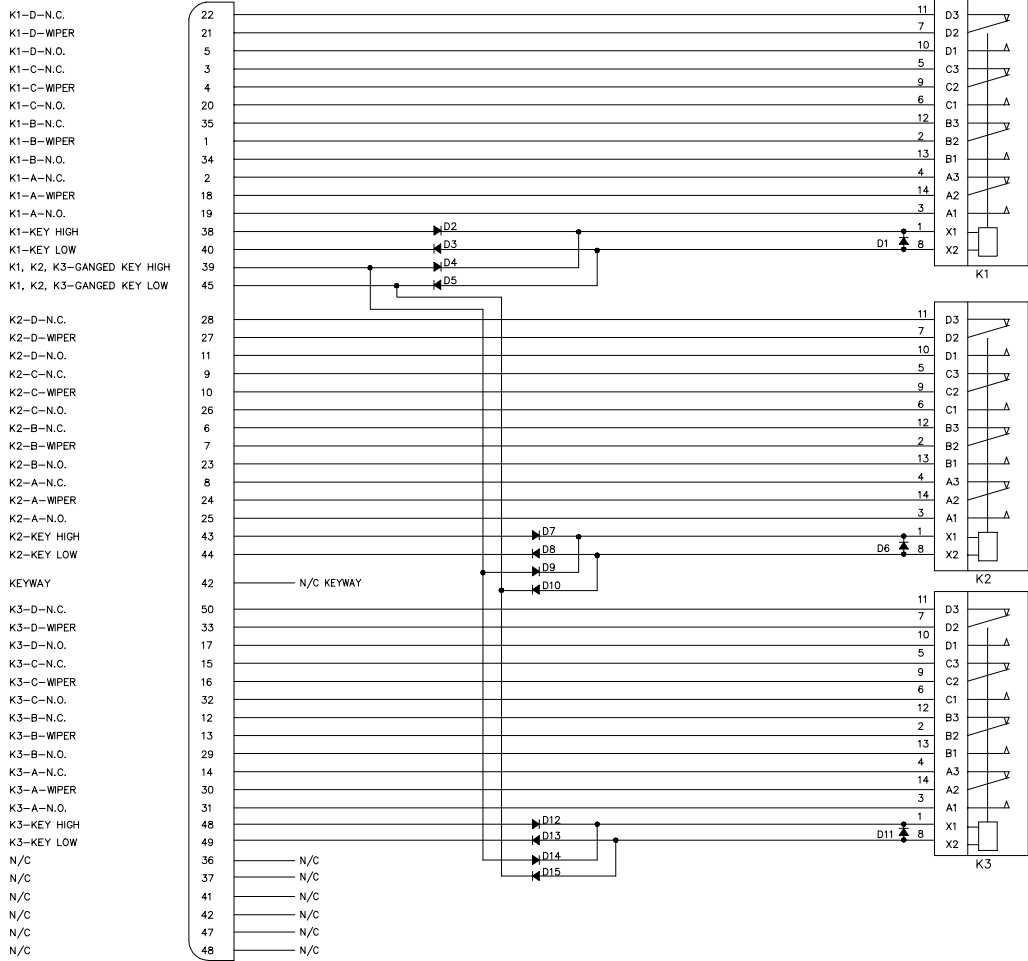 K1-D-N.C. 22 11 D3
K1-D-WIPER 21 7 D2
K1-D-N.O. 5 10 D1
K1-C-N.C. 3 5 C3
K1-C-WIPER 4 9 C2
K1-C-N.O. 20 6 C1
K1-B-N.C. 35 12 B3
K1-B-WIPER 1 2 B2
K1-B-N.O. 34 13 B1
K1-A-N.C. 2 4 A3
K1-A-WIPER 18 14 A2
K1-A-N.O. 19 3 A1
K1-KEY HIGH 38 D2 1 X1
K1-KEY LOW 40 D3 D1 8 X2
K1, K2, K3-GANGED KEY HIGH 39 D4
K1
K1, K2, K3-GANGED KEY LOW 45 D5
K2-D-N.C. 28 11 D3
K2-D-WIPER 27 7 D2
K2-D-N.O. 11 10 D1
K2-C-N.C. 9 5 C3
K2-C-WIPER 10 9 C2
K2-C-N.O. 26 6 C1
K2-B-N.C. 6 12 B3
K2-B-WIPER 7 2 B2
K2-B-N.O. 23 13 B1
K2-A-N.C. 8 4 A3
K2-A-WIPER 24 14 A2
K2-A-N.O. 25 3 A1
K2-KEY HIGH 43 D7 1 X1
K2-KEY LOW 44 D8 D6 8 X2
D9
KEYWAY 42 N/C KEYWAY D10 K2
K3-D-N.C. 50 11 D3
K3-D-WIPER 33 7 D2
K3-D-N.O. 17 10 D1
K3-C-N.C. 15 5 C3
K3-C-WIPER 16 9 C2
K3-C-N.O. 32 6 C1
K3-B-N.C. 12 12 B3
K3-B-WIPER 13 2 B2
K3-B-N.O. 29 13 B1
K3-A-N.C. 14 4 A3
K3-A-WIPER 30 14 A2
K3-A-N.O. 31 3 A1
K3-KEY HIGH 48 D12 1 X1
K3-KEY LOW 49 D13 D11 8 X2
N/C 36 N/C D14 K3
N/C 37 N/C D15
N/C 41 N/C
N/C 42 N/C
N/C 47 N/C
N/C 48 N/C